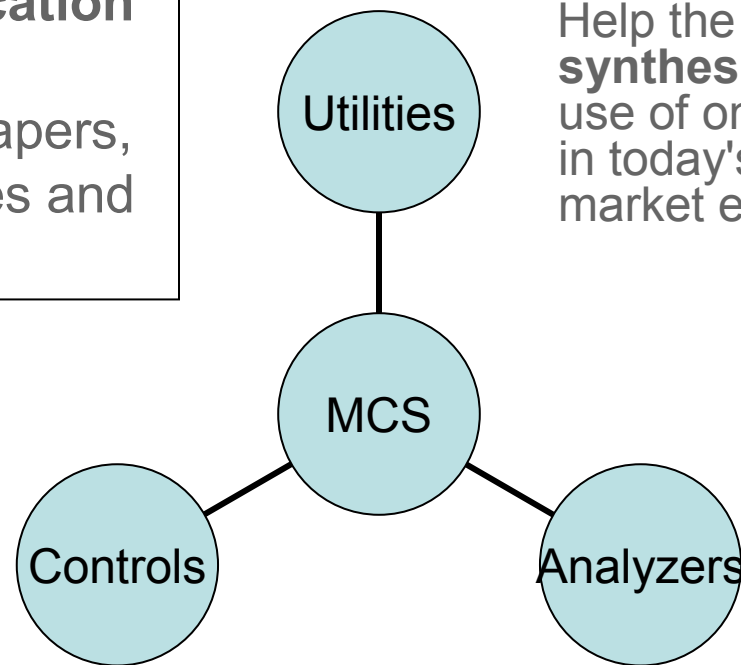 cation
apers,
es and
Help the
synthes
use of or
in today's
market e
Utilities
MCS
Controls
Analyzers